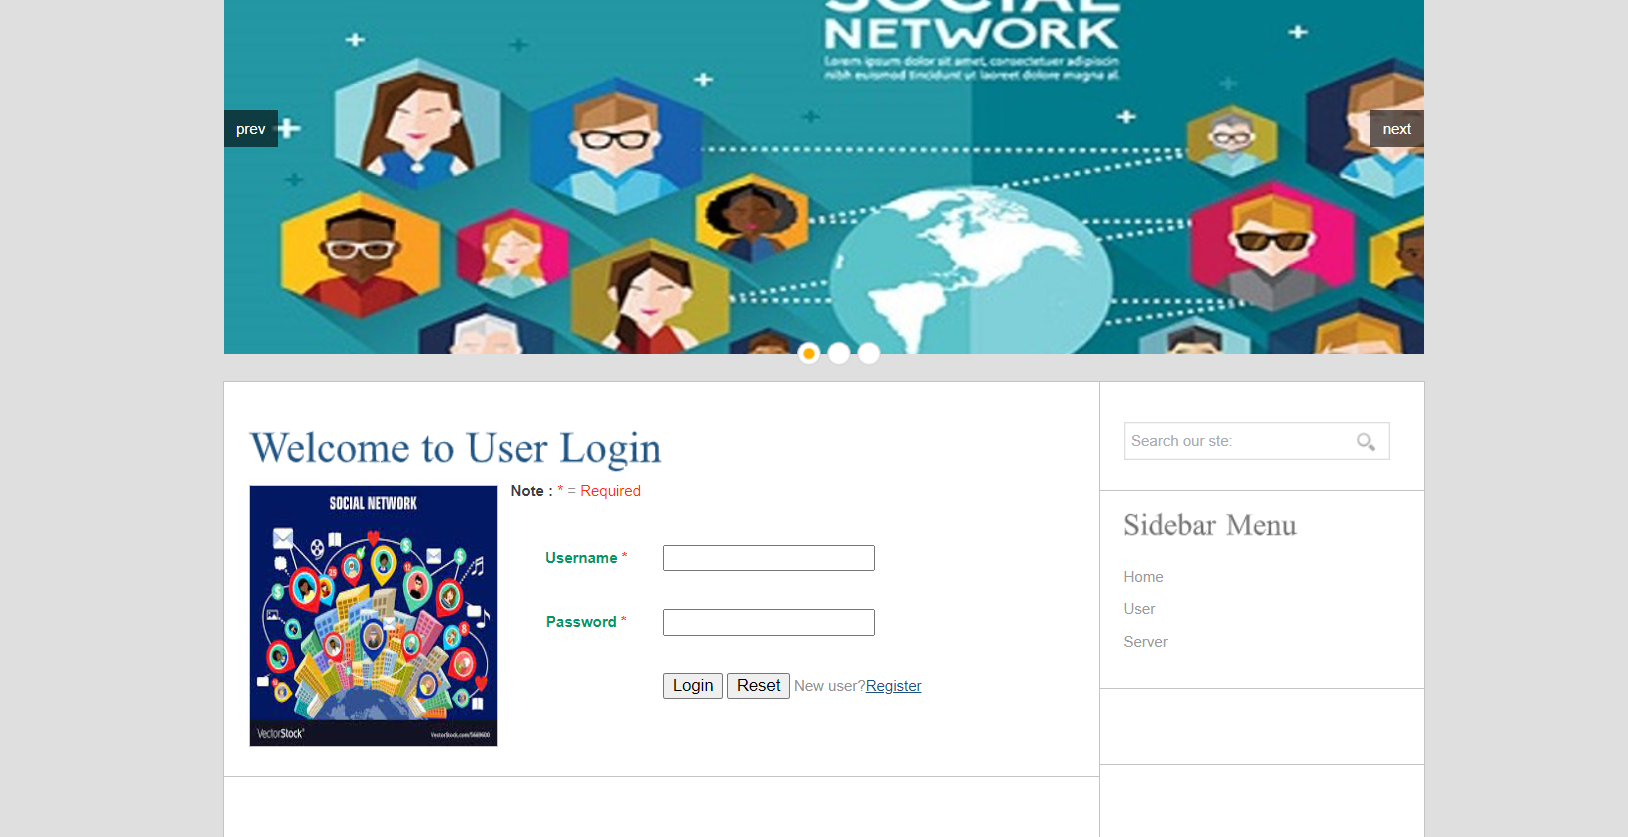 SOCIAL
NETWORK
Lorem ipsum dolor sit amet, consectetuer adipiscin
nibh euismod tincidunt ut laoreet dolore magna al
prev
next
Welcome to User Login
SOCIAL NETWORK
VectorStock®
VectorStock.com/5669600
Note : * = Required
Username *
Password *
Login Reset New user?Register
Search our ste:
Sidebar Menu
Home
User
Server